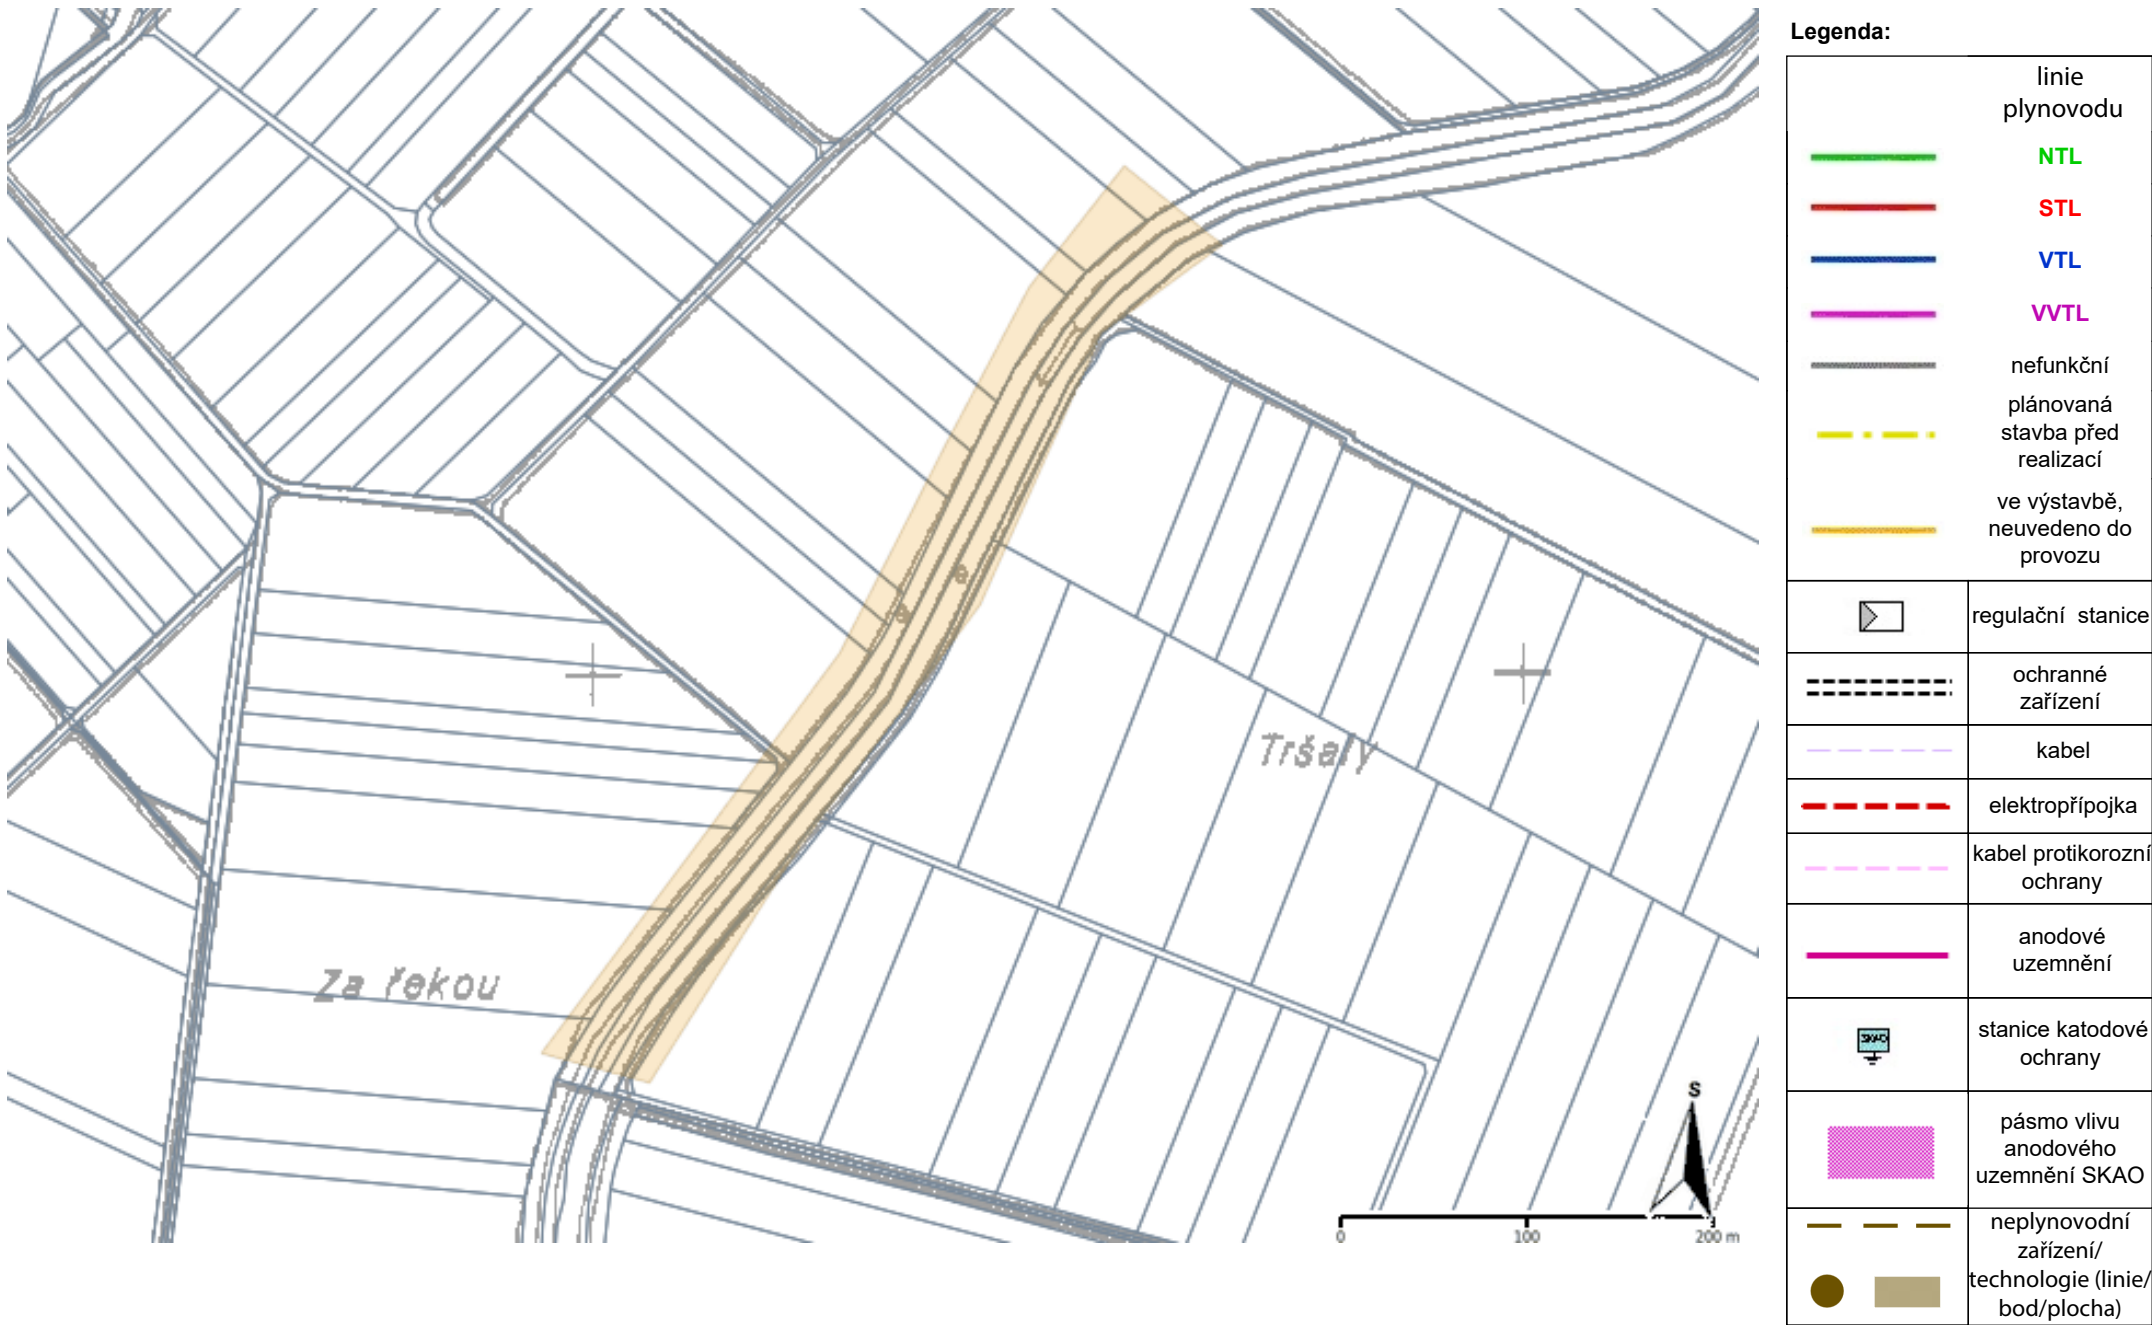 Legenda:
linie
plynovodu
NTL
STL
VTL
VVTL
nefunkční
plánovaná
stavba před
realizací
ve výstavbě,
neuvedeno do
provozu
regulační stanice
ochranné
zařízení
kabel
elektropřípojka
kabel protikorozní
ochrany
anodové
uzemnění
SKAO
stanice katodové
ochrany
pásmo vlivu
anodového
uzemnění SKAO
neplynovodní
zařízení/
technologie (linie/
bod/plocha)
Tršaly
Za řekou
S
0 100 200 m